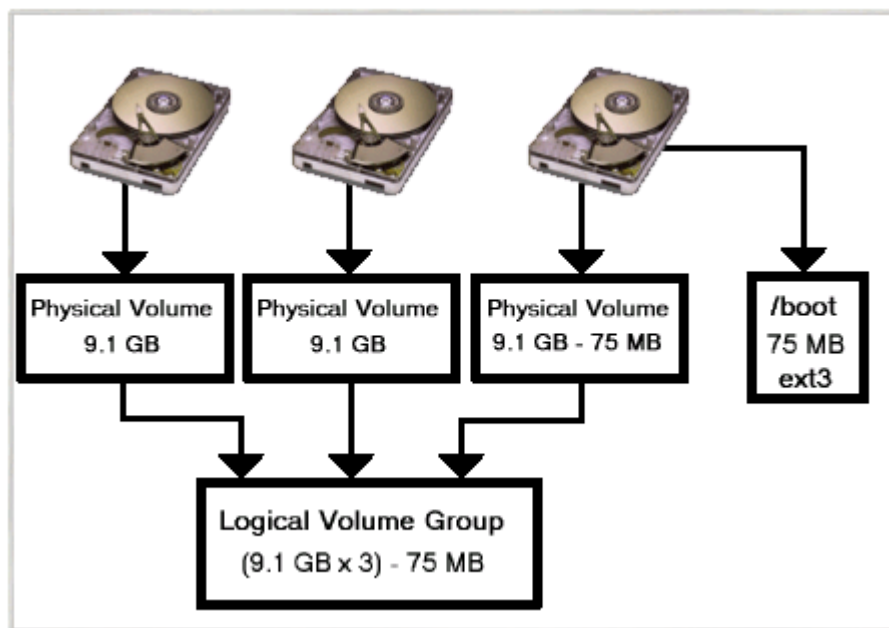 Physical Volume
9.1 GB
Physical Volume
9.1 GB
Physical Volume
9.1 GB - 75 MB
/boot
75 MB
ext3
Logical Volume Group
(9.1 GB x 3) - 75 MB